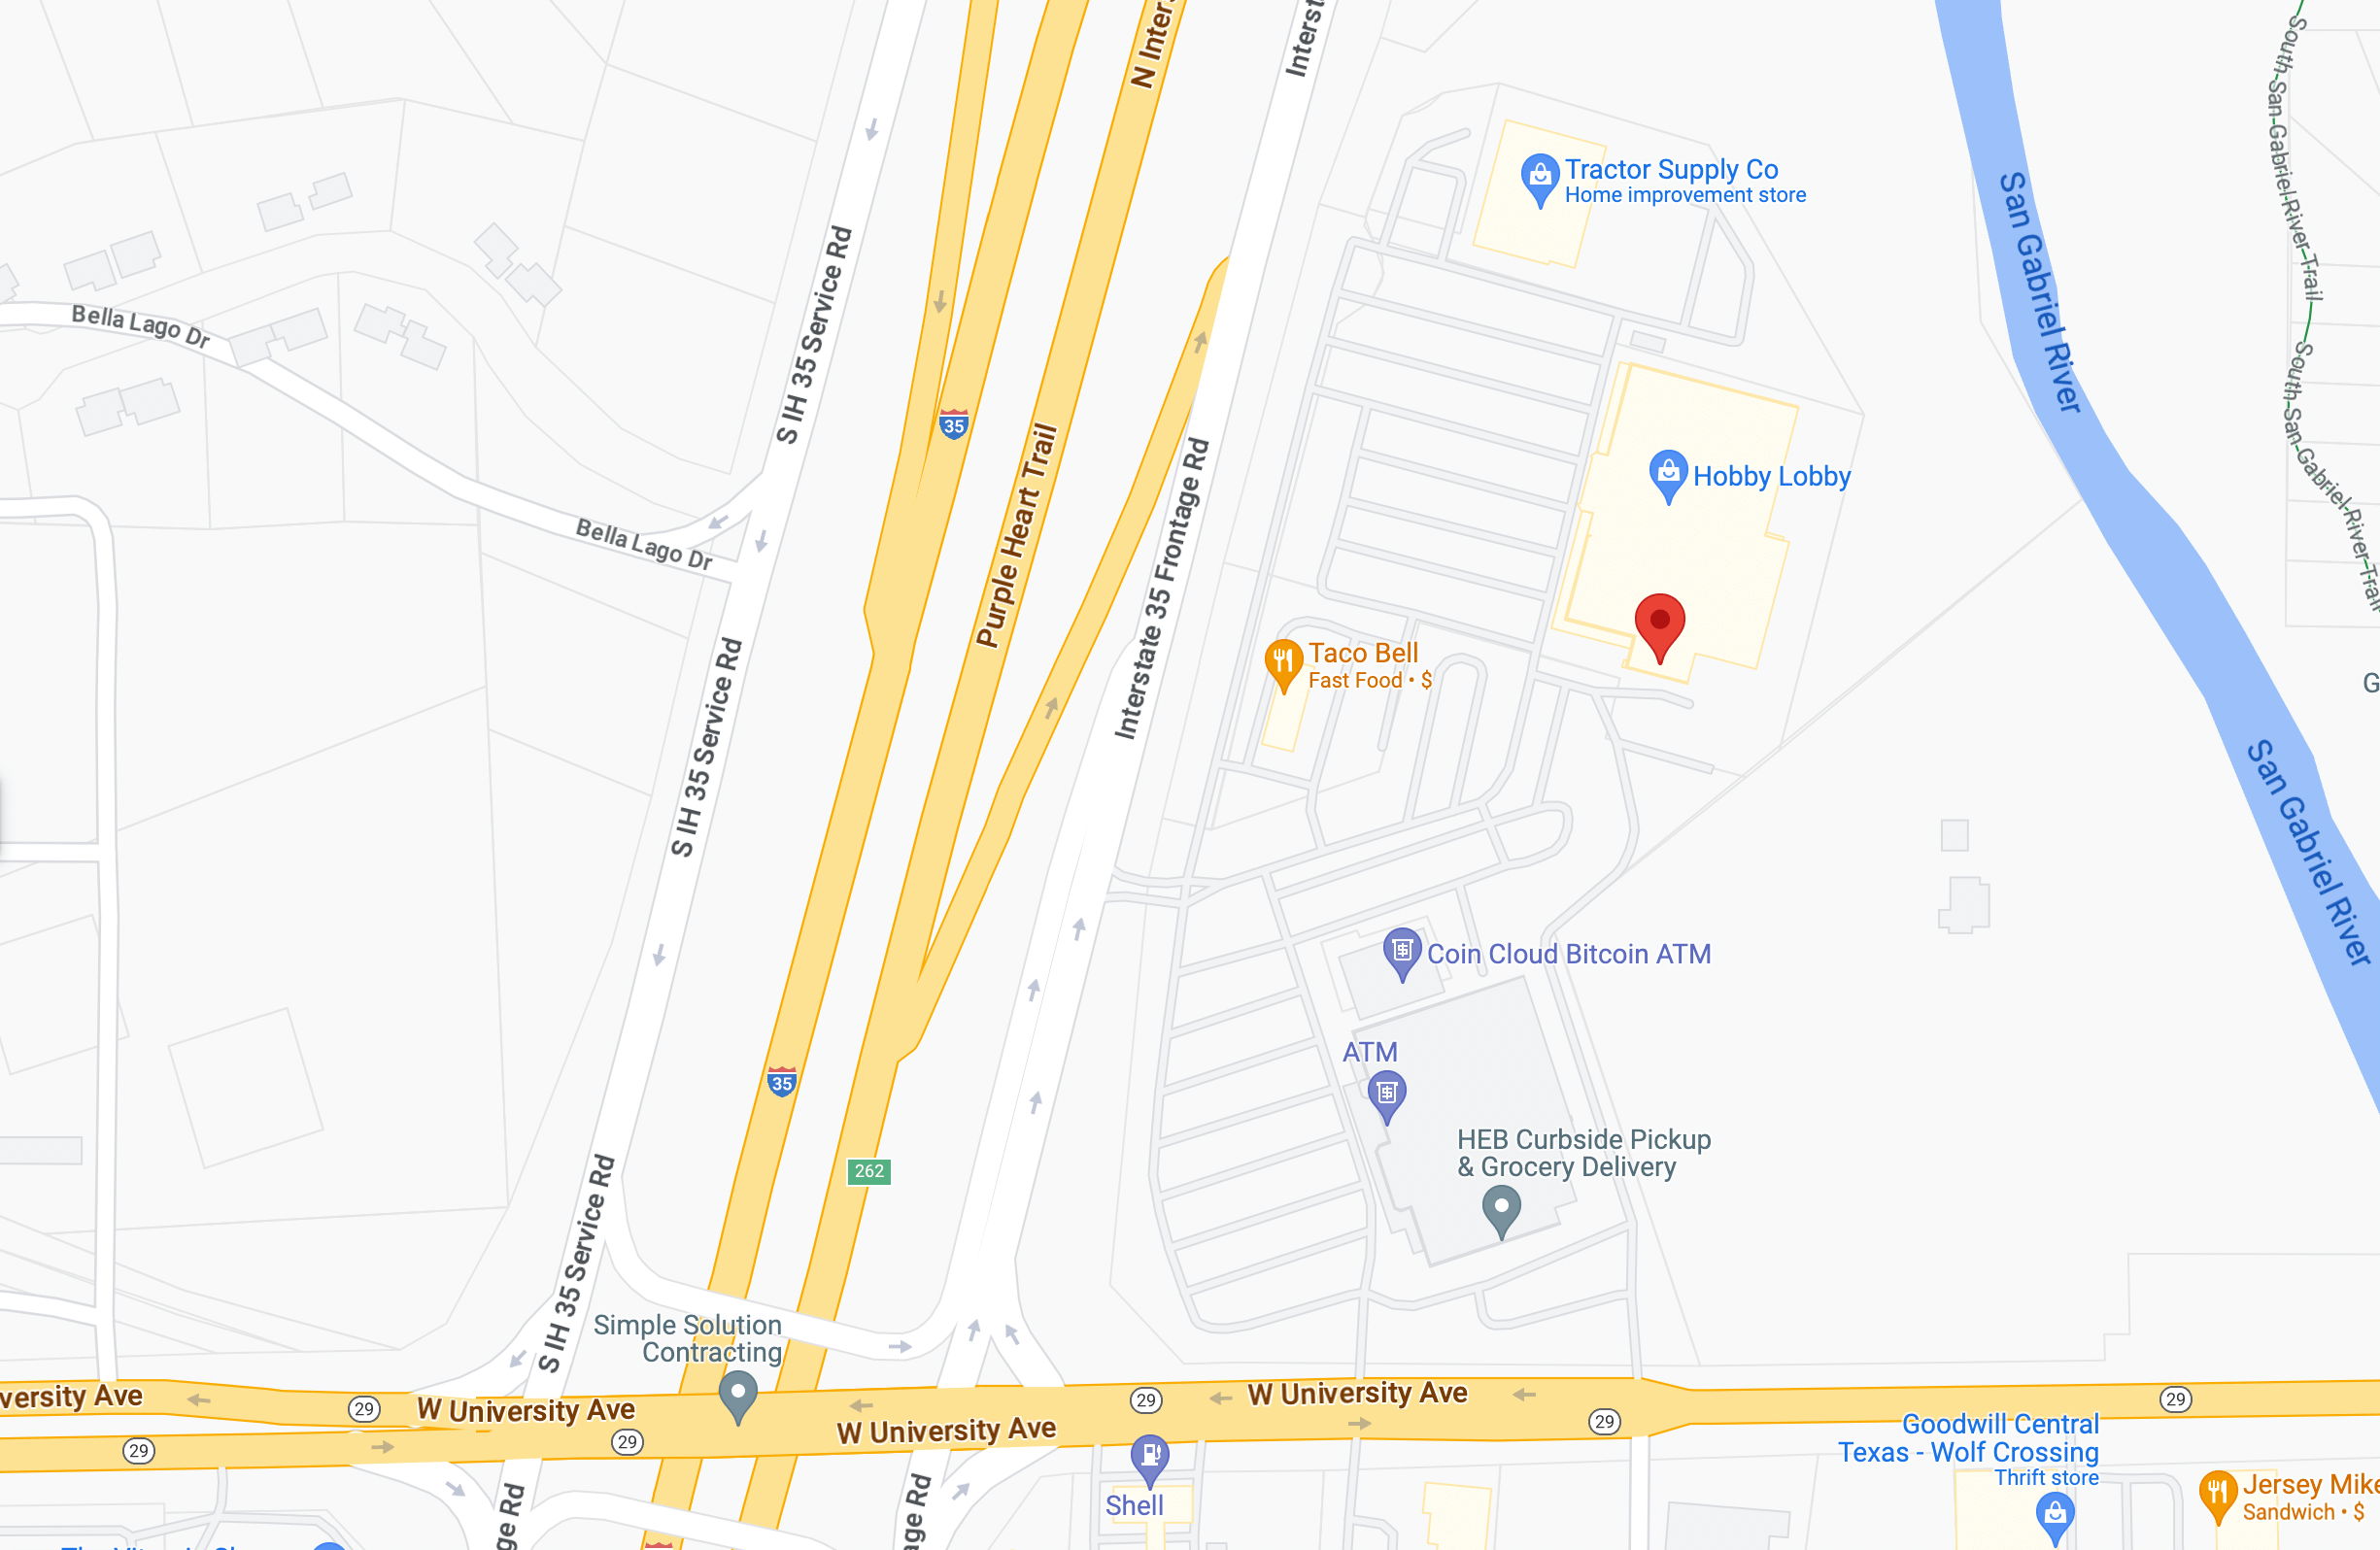 N Inters
Interst
South San Gabriel River Trail
Tractor Supply Co
Home improvement store
San Gabriel River
S IH 35 Service Rd
Bella Lago Dr
35
Purple Heart Trail
Interstate 35 Frontage Rd
Hobby Lobby
South San Gabriel River Trail
Bella Lago Dr
Taco Bell
Fast Food • $
G
S IH 35 Service Rd
San Gabriel River
Coin Cloud Bitcoin ATM
ATM
35
HEB Curbside Pickup
& Grocery Delivery
262
S IH 35 Service Rd
Simple Solution
Contracting
versity Ave
29
W University Ave
29
W University Ave
29
29
29
W University Ave
29
Goodwill Central
Texas - Wolf Crossing
Thrift store
Shell
Jersey Mike
Sandwich • $
ge Rd
age Rd